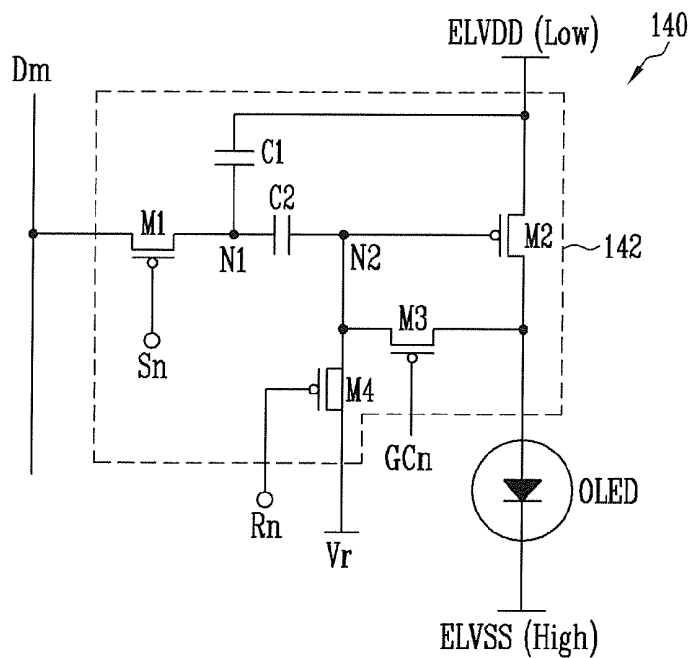 ELVDD (Low)
140
Dm
C1
C2
M1
N1
N2
M2
142
M3
Sn
M4
GCn
OLED
Rn
Vr
ELVSS (High)